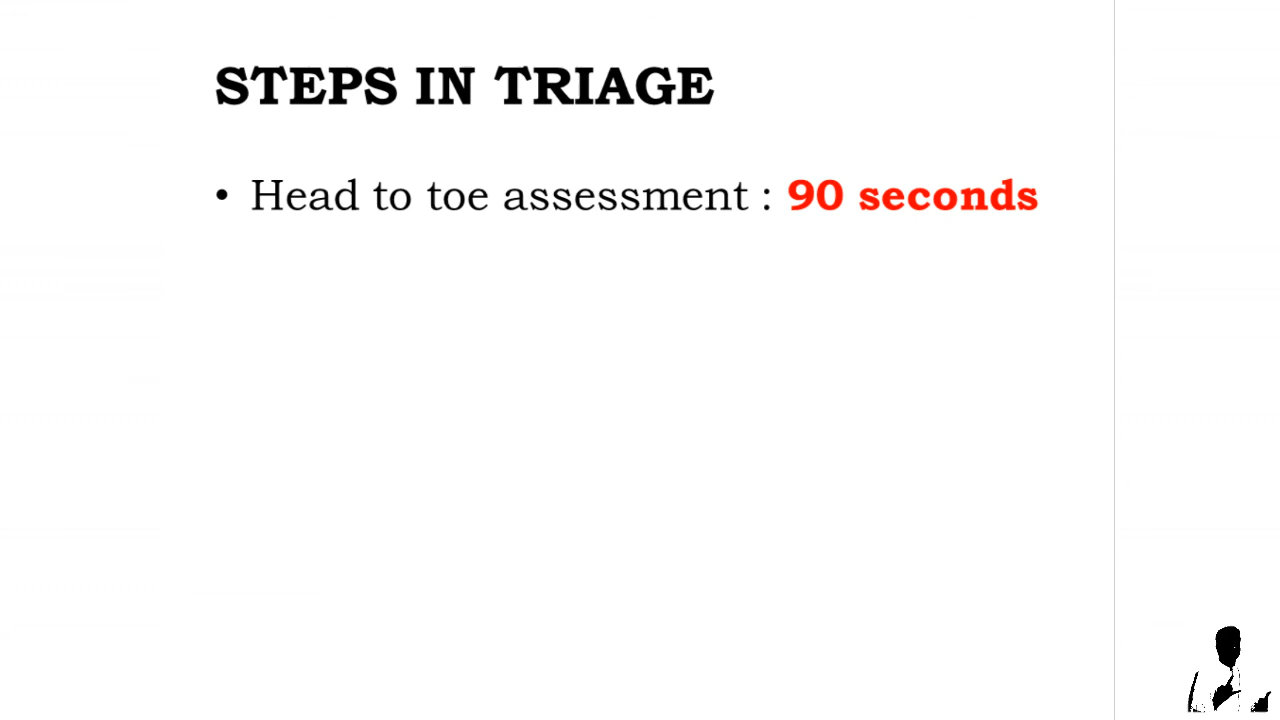 STEPS IN TRIAGE
• Head to toe assessment : 90 seconds